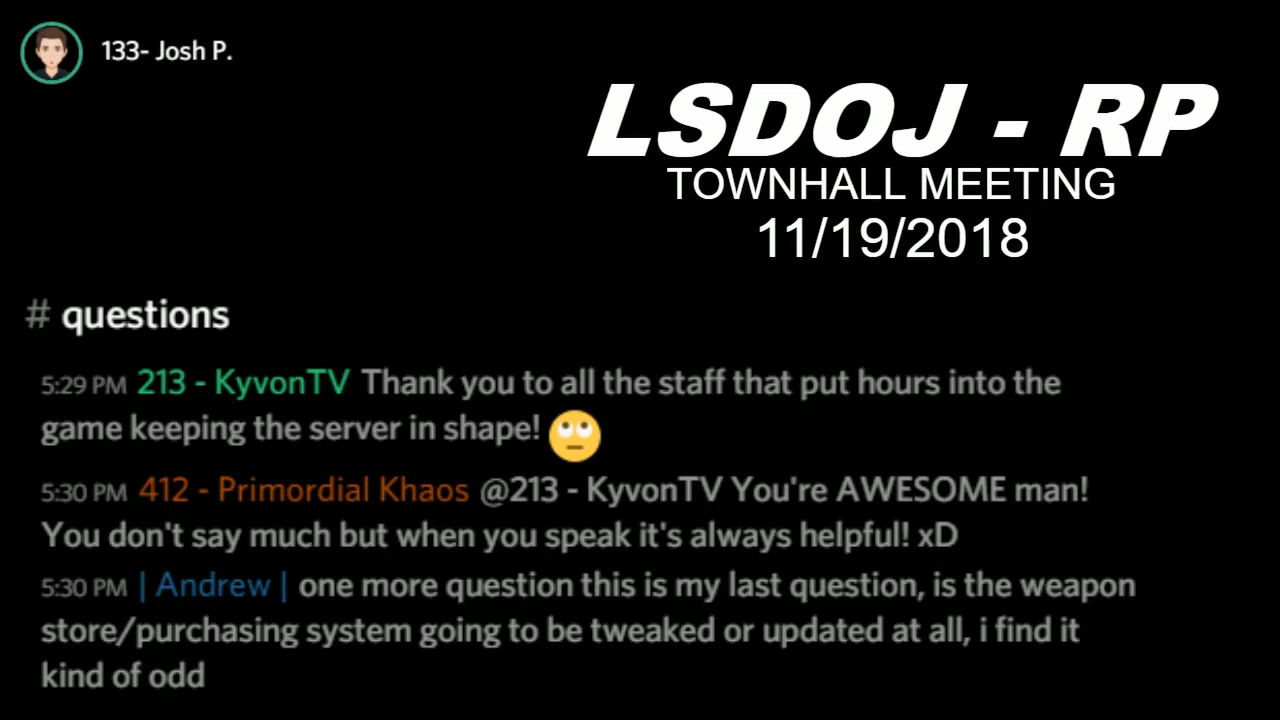 133- Josh P.
LSDOJ - RP
TOWNHALL MEETING
11/19/2018
# questions
5:29 PM 213 - KyvonTV Thank you to all the staff that put hours into the
game keeping the server in shape! 🙄
5:30 PM 412 - Primordial Khaos @213 - KyvonTV You're AWESOME man!
You don't say much but when you speak it's always helpful! xD
5:30 PM | Andrew | one more question this is my last question, is the weapon
store/purchasing system going to be tweaked or updated at all, i find it
kind of odd